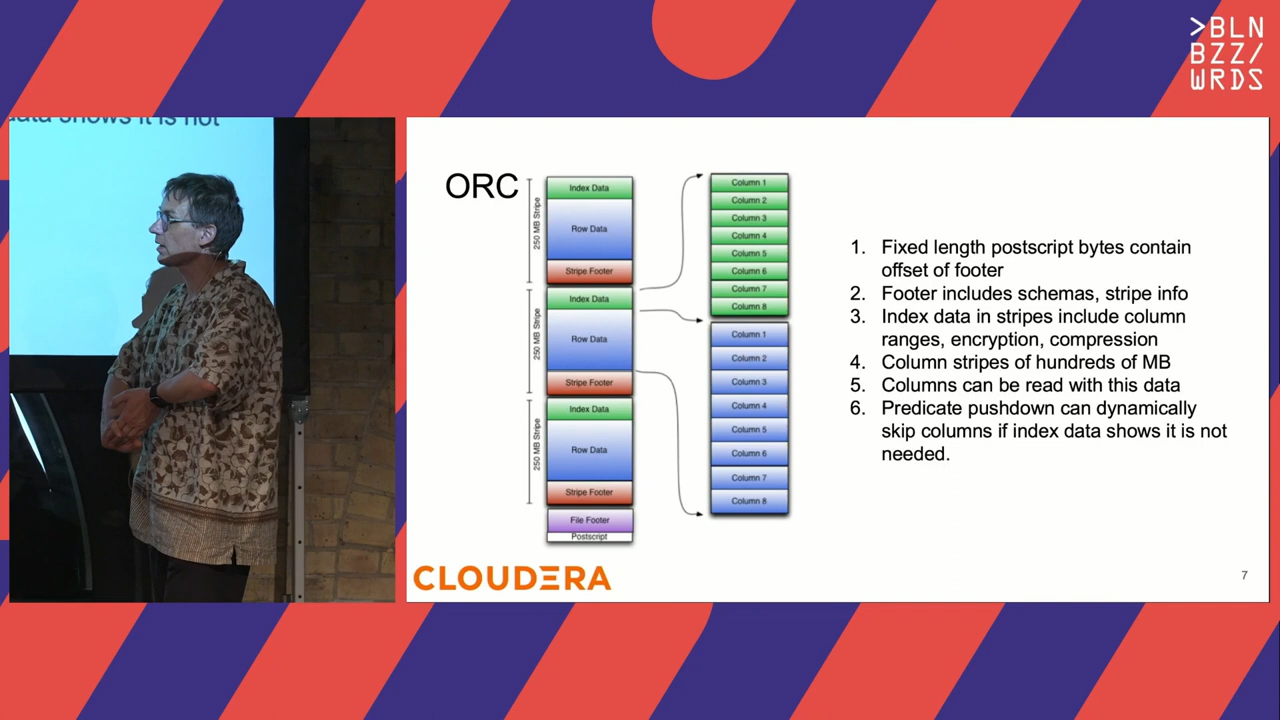 >BLN
BZZ/
WRDS
data shows it is not
ORC
250 MB Stripe
Index Data
Row Data
Stripe Footer
250 MB Stripe
Index Data
Row Data
Stripe Footer
250 MB Stripe
Index Data
Row Data
Stripe Footer
File Footer
Postscript
Column 1
Column 2
Column 3
Column 4
Column 5
Column 6
Column 7
Column 8
Column 1
Column 2
Column 3
Column 4
Column 5
Column 6
Column 7
Column 8
1. Fixed length postscript bytes contain
offset of footer
2. Footer includes schemas, stripe info
3. Index data in stripes include column
ranges, encryption, compression
4. Column stripes of hundreds of MB
5. Columns can be read with this data
6. Predicate pushdown can dynamically
skip columns if index data shows it is not
needed.
CLOUDERA
7